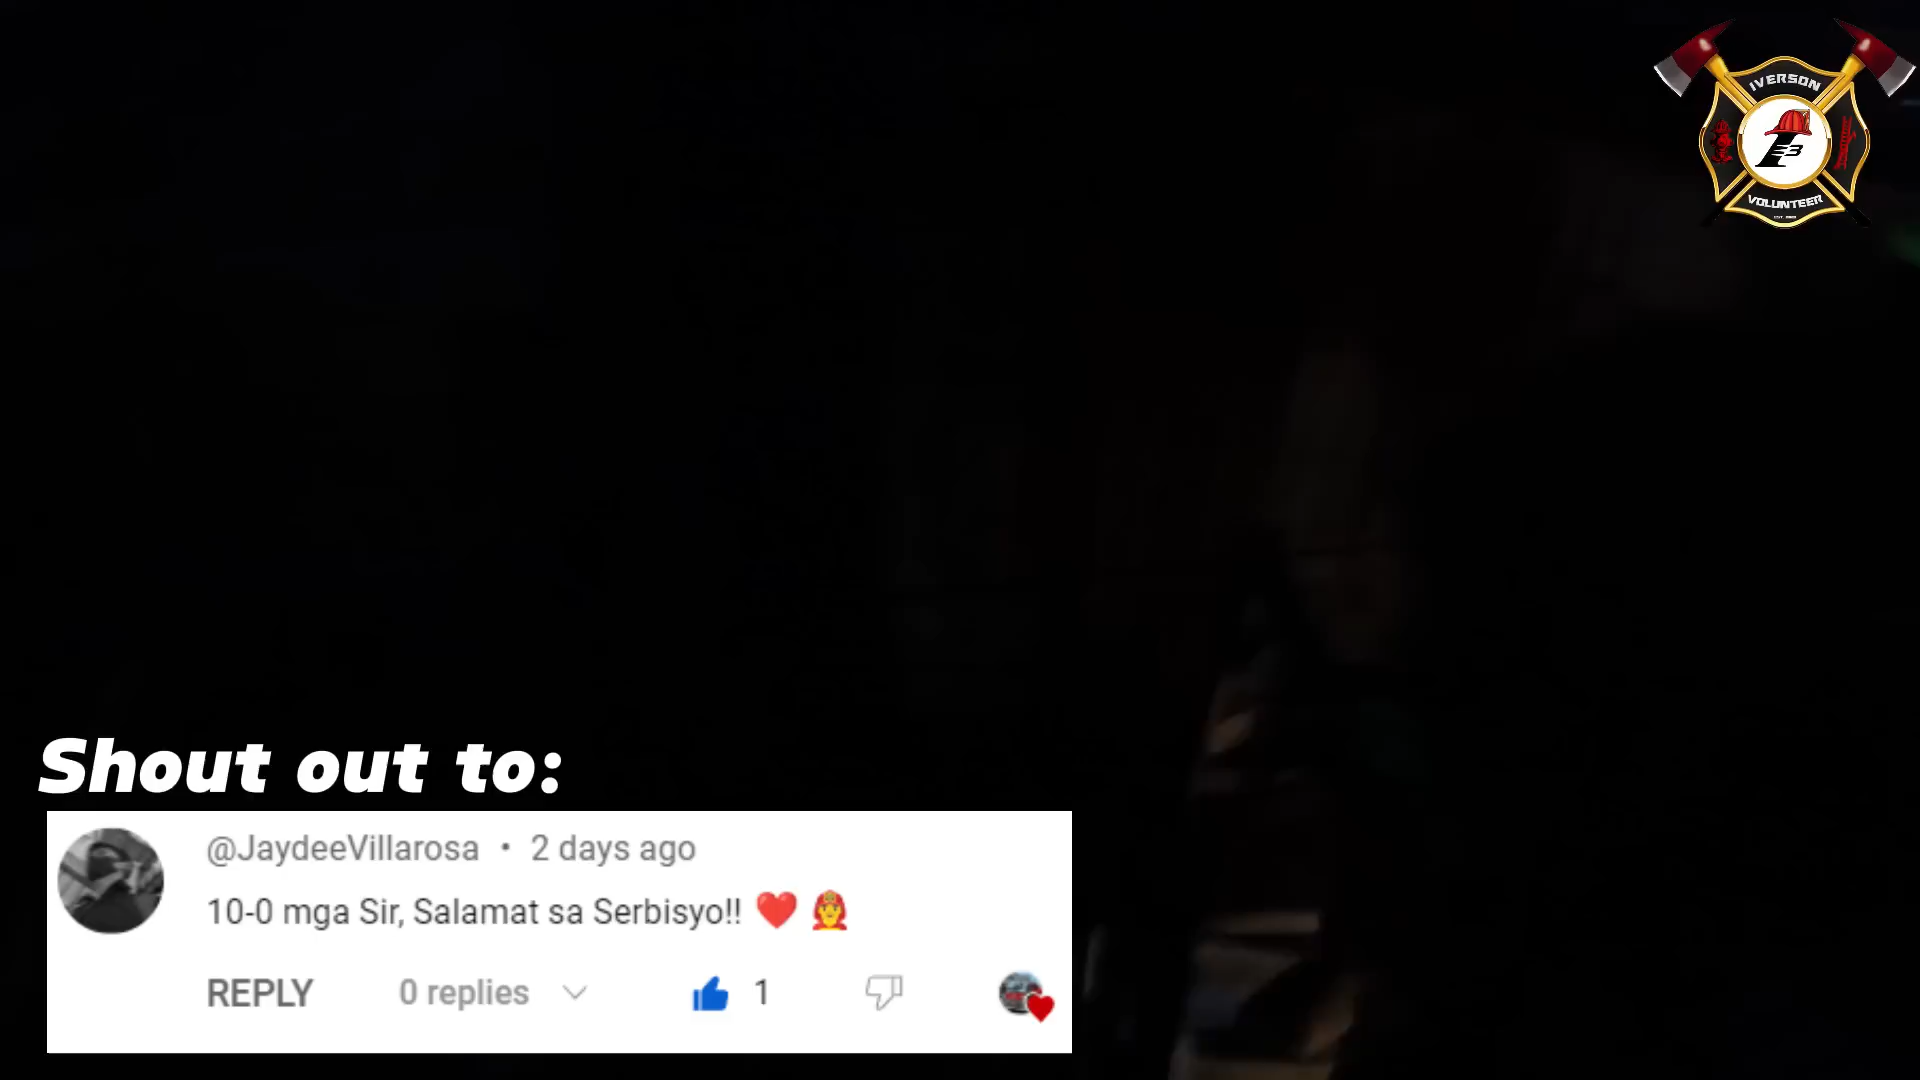 IVERSON
E3
VOLUNTEER
Shout out to:
@JaydeeVillarosa • 2 days ago
10-0 mga Sir, Salamat sa Serbisyo!! ❤️ 👩‍🚒
REPLY 0 replies 1